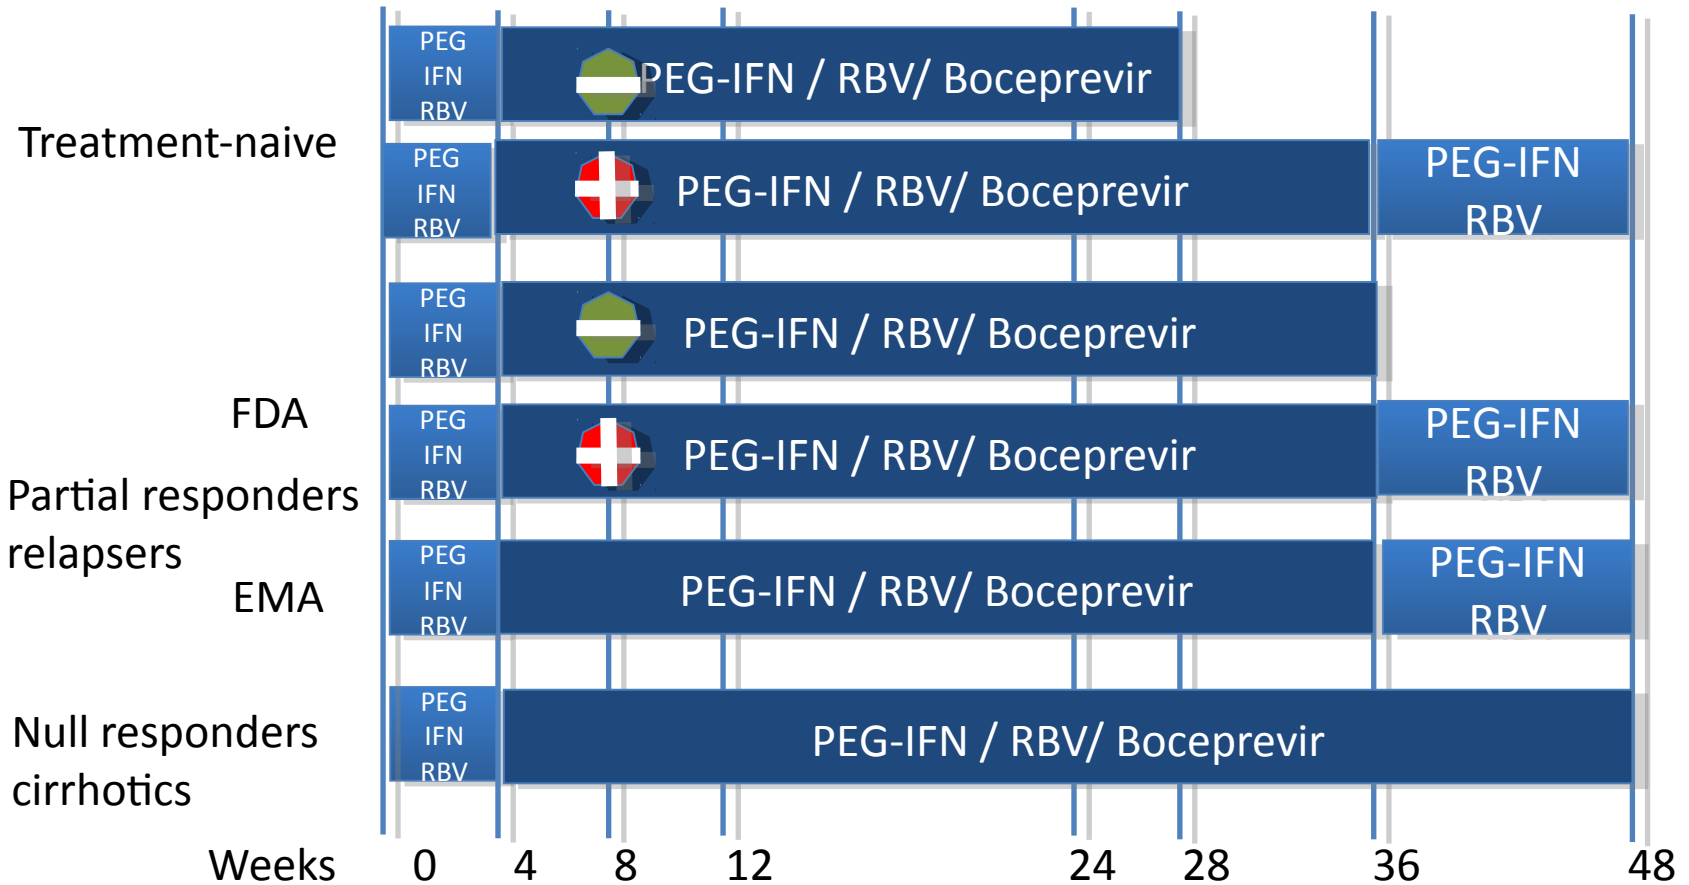 PEG
IFN
RBV
PEG-IFN / RBV/ Boceprevir
Treatment-naive
PEG
IFN
RBV
PEG-IFN / RBV/ Boceprevir
PEG-IFN
RBV
PEG
IFN
RBV
PEG-IFN / RBV/ Boceprevir
FDA
PEG
IFN
RBV
PEG-IFN / RBV/ Boceprevir
PEG-IFN
RBV
Partial responders
relapsers
EMA
PEG
IFN
RBV
PEG-IFN / RBV/ Boceprevir
PEG-IFN
RBV
Null responders
cirrhotics
PEG
IFN
RBV
PEG-IFN / RBV/ Boceprevir
Weeks 0 4 8 12 24 28 36 48